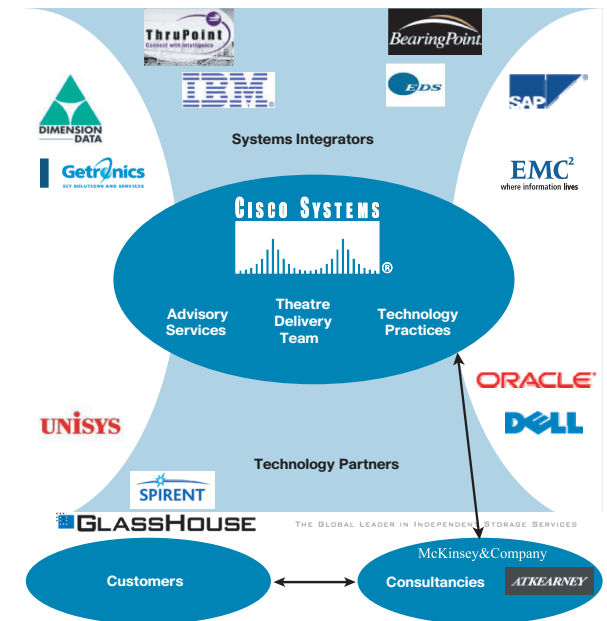 ThruPoint
Connect with Intelligence
BearingPoint
IBM®
EDS
SAP
DIMENSION
DATA
Getronics
ICT SOLUTIONS AND SERVICES
EMC²
where information lives
Systems Integrators
CISCO SYSTEMS
®
Advisory
Services
Theatre
Delivery
Team
Technology
Practices
ORACLE®
UNISYS
DELL
Technology Partners
SPIRENT
GLASSHOUSE
THE GLOBAL LEADER IN INDEPENDENT STORAGE SERVICES
McKinsey&Company
Customers
Consultancies
ATKEARNEY